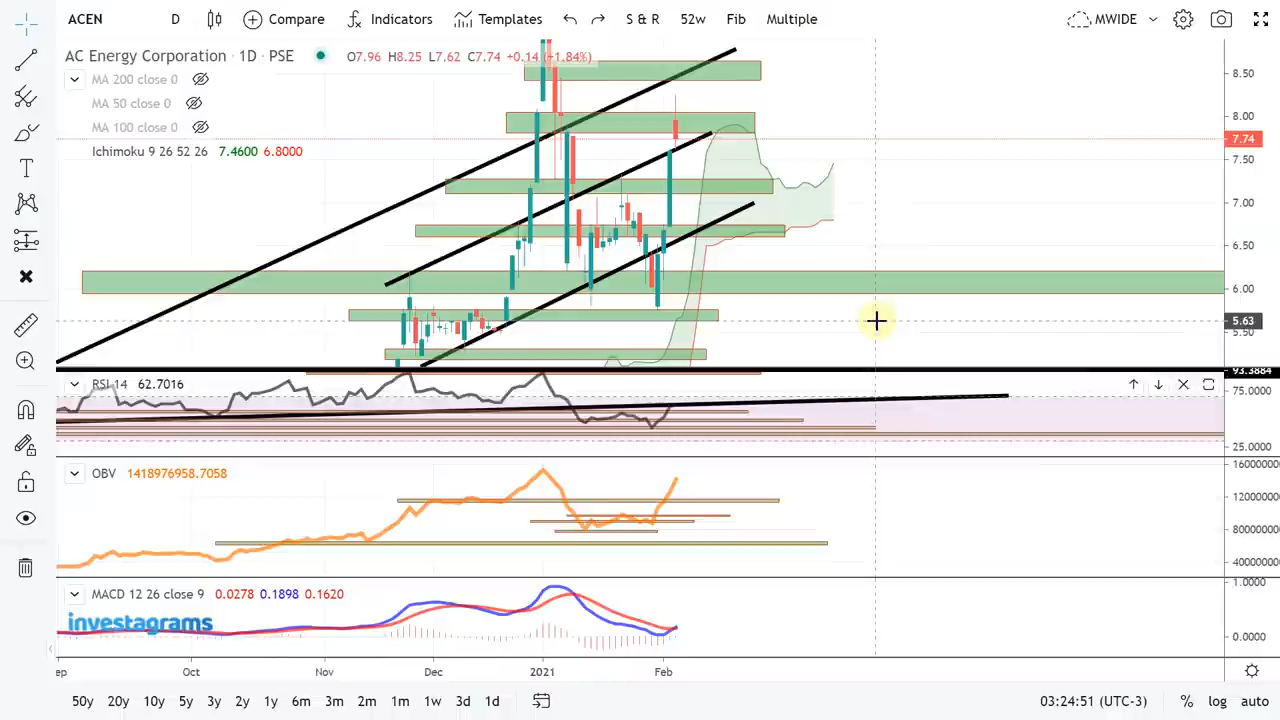 ACEN D Compare Indicators Templates S & R 52w Fib Multiple MWIDE
AC Energy Corporation · 1D · PSE O7.96 H8.25 L7.62 C7.74 +0.14 (+1.84%)
MA 200 close 0
MA 50 close 0
MA 100 close 0
Ichimoku 9 26 52 26 7.4600 6.8000
8.50
8.00
7.74
7.50
7.00
6.50
6.00
5.63
5.50
93.3884
RSI 14 62.7016
75.0000
25.0000
OBV 1418976958.7058
16000000
12000000
80000000
40000000
MACD 12 26 close 9 0.0278 0.1898 0.1620
1.0000
0.0000
investagrams
Oct Nov Dec 2021 Feb
50y 20y 10y 5y 3y 2y 1y 6m 3m 2m 1m 1w 3d 1d 03:24:51 (UTC-3) % log auto